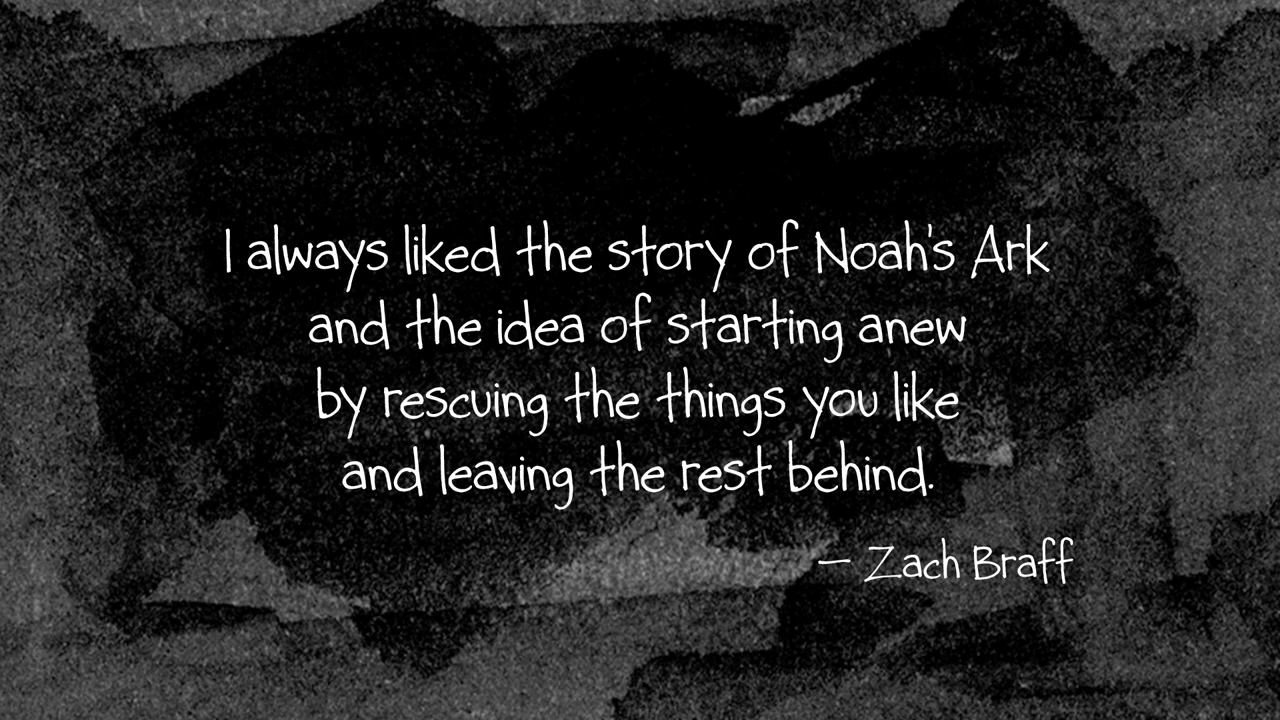 I always liked the story of Noah's Ark
and the idea of starting anew
by rescuing the things you like
and leaving the rest behind.
— Zach Braff